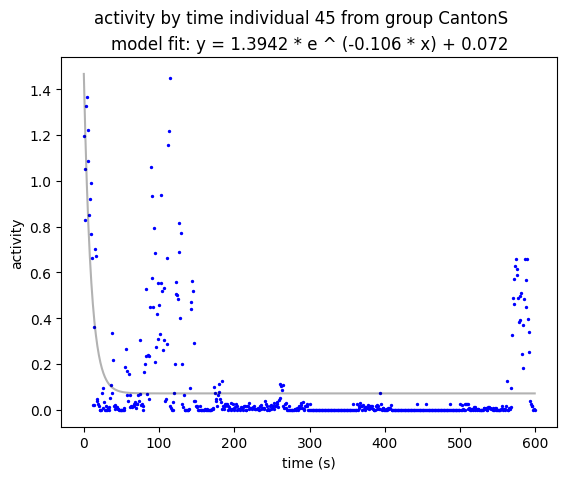 activity by time individual 45 from group CantonS
model fit: y = 1.3942 * e ^ (-0.106 * x) + 0.072
1.4
1.2
1.0
0.8
0.6
0.4
0.2
0.0
activity
0 100 200 300 400 500 600
time (s)